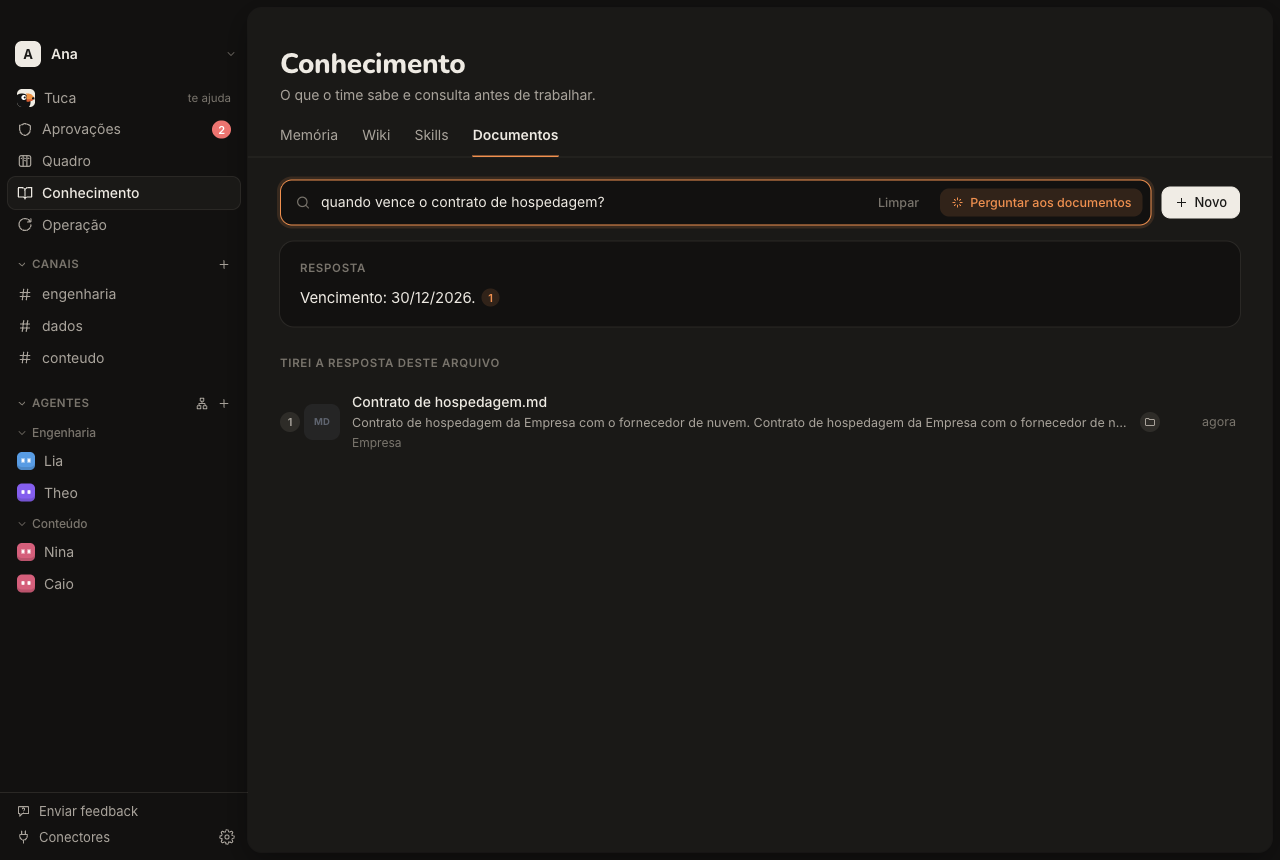 A Ana
Tuca te ajuda
Aprovações 2
Quadro
Conhecimento
Operação
CANAIS
engenharia
dados
conteudo
AGENTES
Engenharia
Lia
Theo
Conteúdo
Nina
Caio
Enviar feedback
Conectores
Conhecimento
O que o time sabe e consulta antes de trabalhar.
Memória Wiki Skills Documentos
quando vence o contrato de hospedagem? Limpar Perguntar aos documentos + Novo
RESPOSTA
Vencimento: 30/12/2026. 1
TIREI A RESPOSTA DESTE ARQUIVO
Contrato de hospedagem.md
1 MD Contrato de hospedagem da Empresa com o fornecedor de nuvem. Contrato de hospedagem da Empresa com o fornecedor de n... agora
Empresa